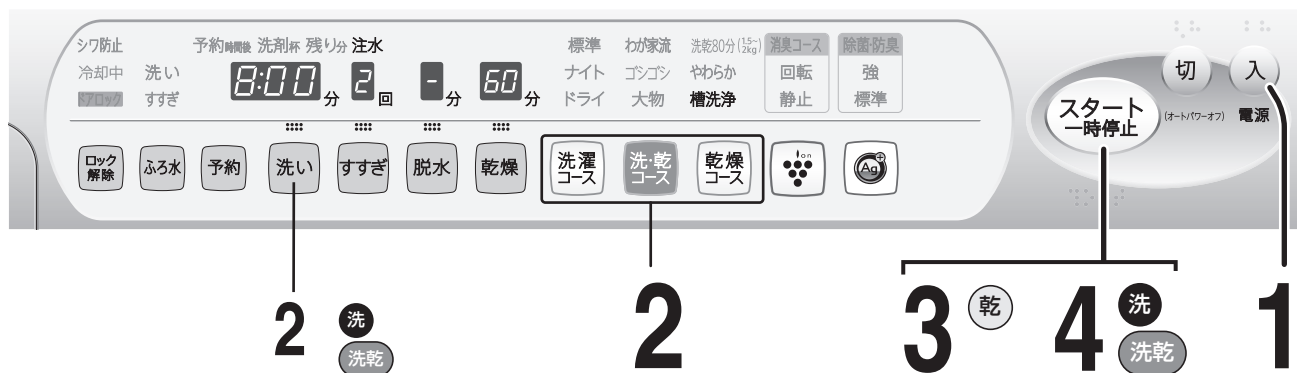 シワ防止 予約時間後 洗剤杯 残り分 注水 標準 わが家流 洗乾80分(1.5~2kg) 消臭コース 除菌防臭
冷却中 洗い ナイト ゴシゴシ やわらか 回転 強
ドアロック すすぎ 8:00分 2回 -分 60分 ドライ 大物 槽洗浄 静止 標準
切 入
スタート
一時停止
(オートパワーオフ) 電源
ロック解除 ふろ水 予約 洗い すすぎ 脱水 乾燥 洗濯コース 洗・乾コース 乾燥コース ion Ag+
2 洗 洗乾
2
3 乾
4 洗 洗乾
1